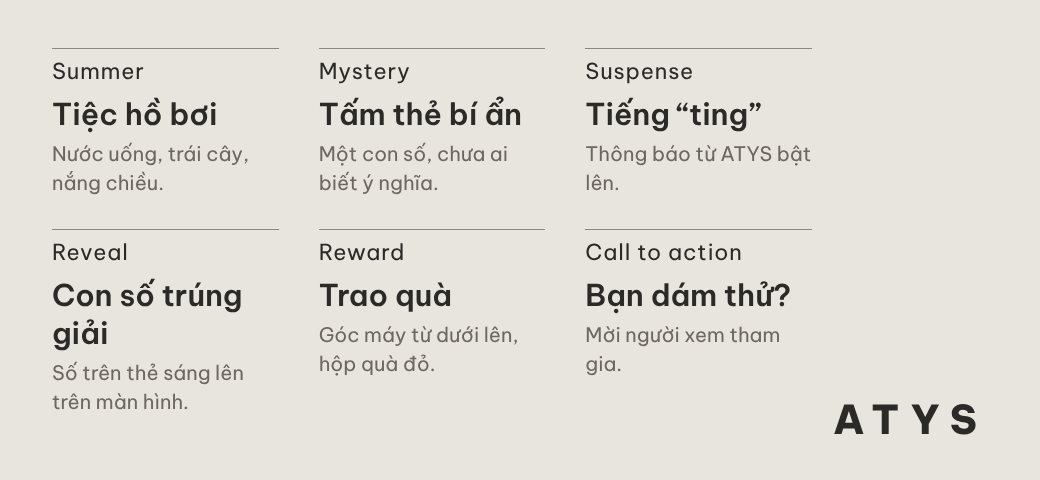 Summer
Tiệc hồ bơi
Nước uống, trái cây,
nắng chiều.
Mystery
Tấm thẻ bí ẩn
Một con số, chưa ai
biết ý nghĩa.
Suspense
Tiếng “ting”
Thông báo từ ATYS bật
lên.
Reveal
Con số trúng
giải
Số trên thẻ sáng lên
trên màn hình.
Reward
Trao quà
Góc máy từ dưới lên,
hộp quà đỏ.
Call to action
Bạn dám thử?
Mời người xem tham
gia.
ATYS